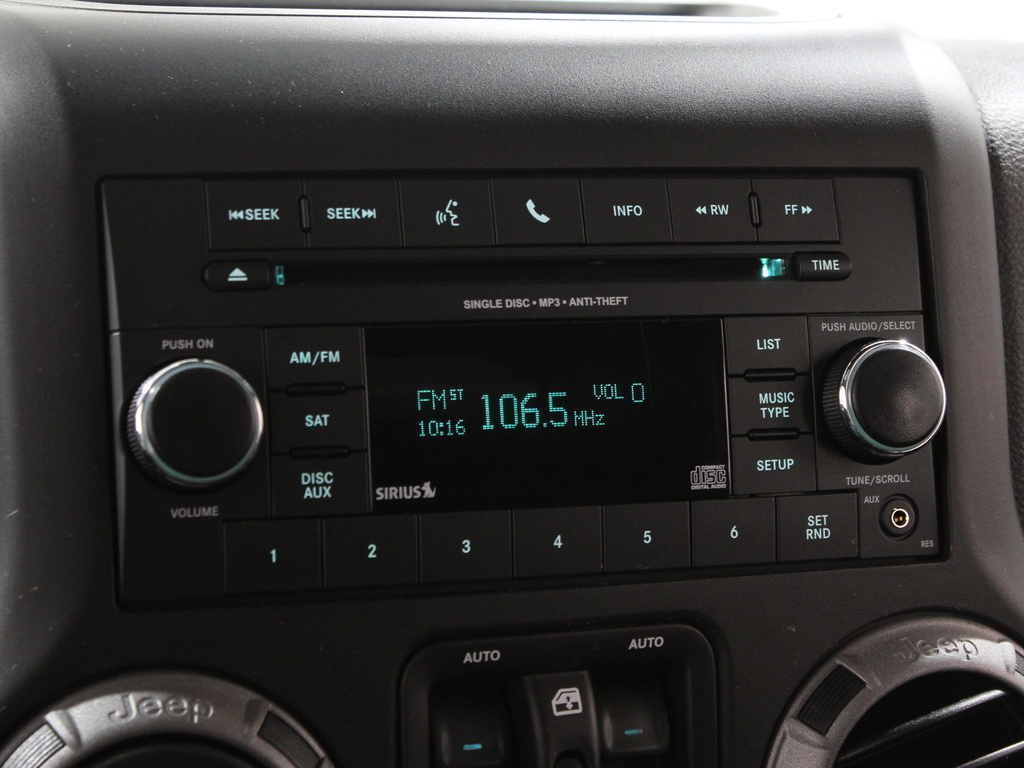 SEEK
SEEK
INFO
RW
FF
TIME
SINGLE DISC • MP3 • ANTI-THEFT
PUSH ON
AM/FM
SAT
DISC
AUX
VOLUME
FM ST 106.5 MHz VOL 0
10:16
SIRIUS
COMPACT
disc
DIGITAL AUDIO
LIST
MUSIC
TYPE
SETUP
PUSH AUDIO/SELECT
TUNE/SCROLL
AUX
RES
1 2 3 4 5 6
SET
RND
AUTO AUTO
Jeep
Jeep